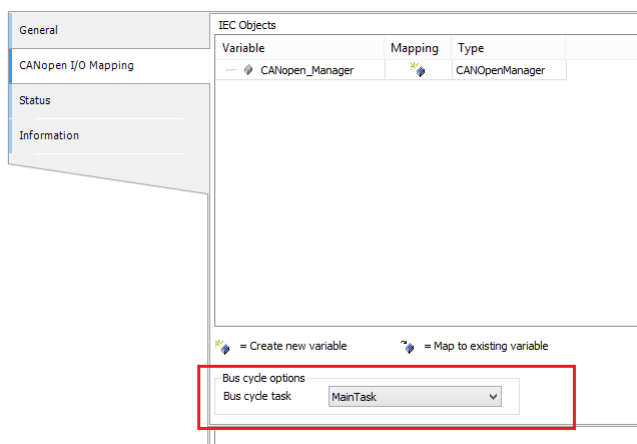 General
CANopen I/O Mapping
Status
Information
IEC Objects
Variable Mapping Type
CANopen_Manager CANOpenManager
= Create new variable = Map to existing variable
Bus cycle options
Bus cycle task MainTask